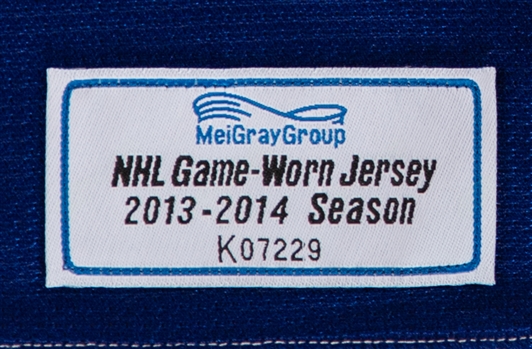 MeiGrayGroup
NHL Game-Worn Jersey
2013-2014 Season
K07229